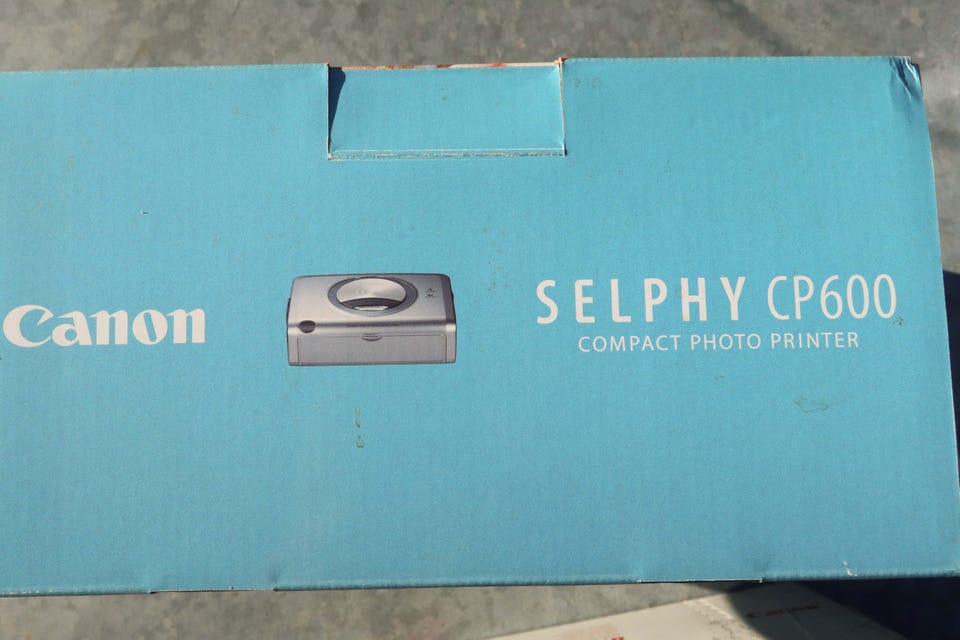 Canon
SELPHY CP600
COMPACT PHOTO PRINTER